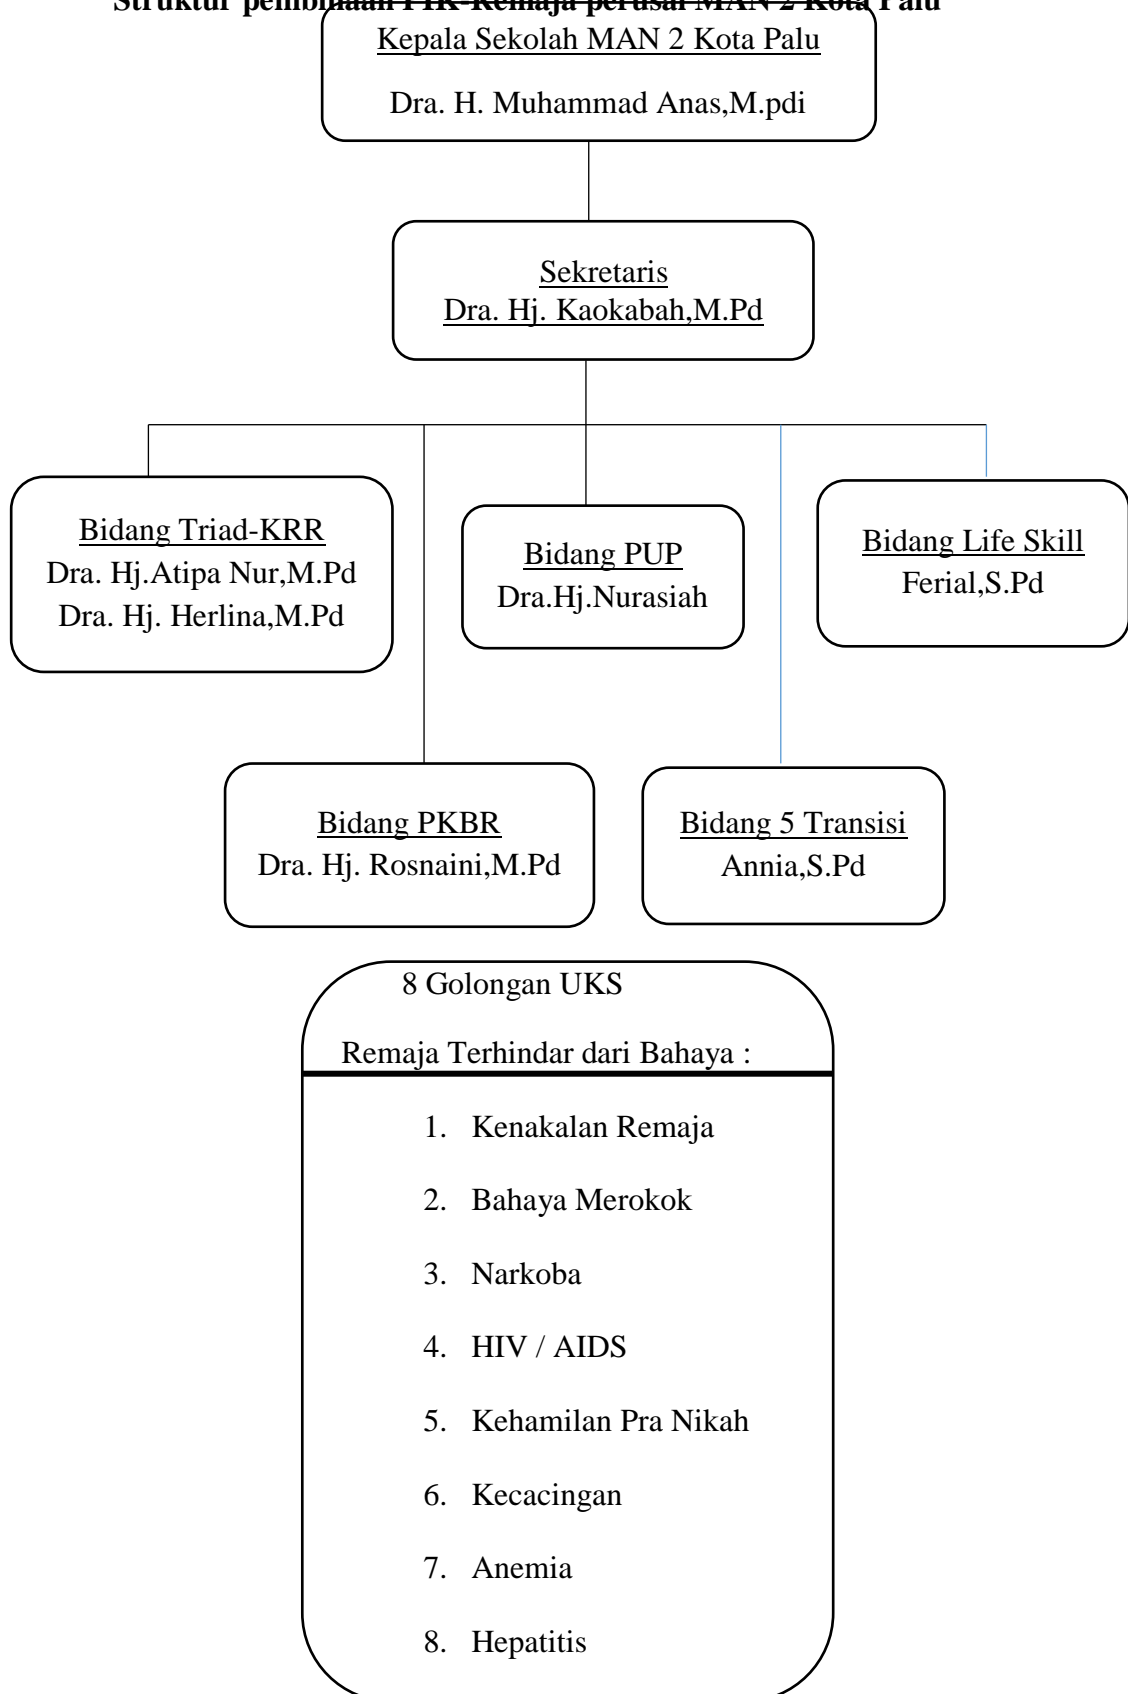 Struktur pembinaan PIK-Remaja perusai MAN 2 Kota Palu
Kepala Sekolah MAN 2 Kota Palu
Dra. H. Muhammad Anas,M.pdi
Sekretaris
Dra. Hj. Kaokabah,M.Pd
Bidang Triad-KRR
Dra. Hj.Atipa Nur,M.Pd
Dra. Hj. Herlina,M.Pd
Bidang PUP
Dra.Hj.Nurasiah
Bidang Life Skill
Ferial,S.Pd
Bidang PKBR
Dra. Hj. Rosnaini,M.Pd
Bidang 5 Transisi
Annia,S.Pd
8 Golongan UKS
Remaja Terhindar dari Bahaya :
1. Kenakalan Remaja
2. Bahaya Merokok
3. Narkoba
4. HIV / AIDS
5. Kehamilan Pra Nikah
6. Kecacingan
7. Anemia
8. Hepatitis